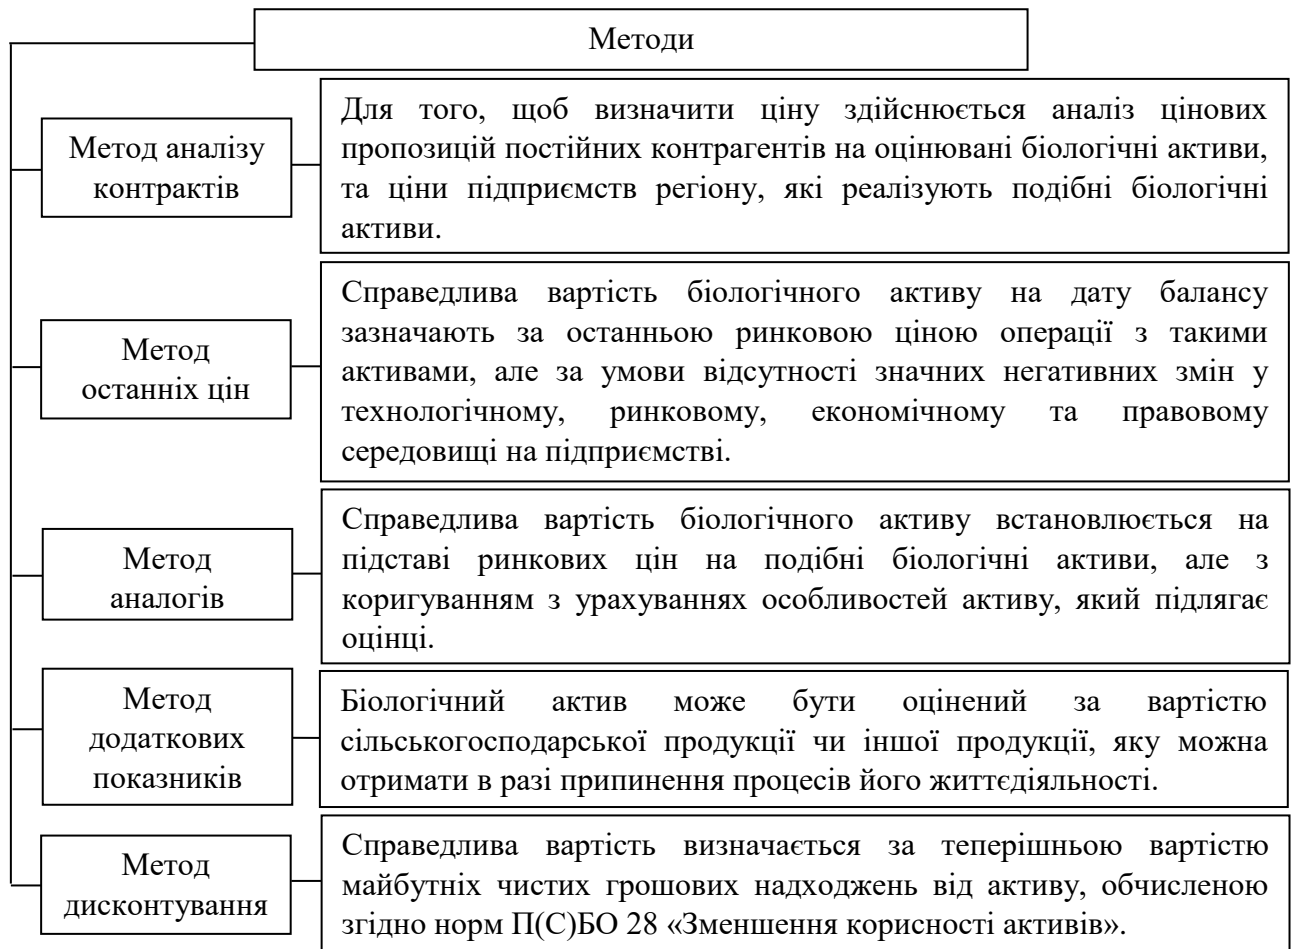 Методи
Метод аналізу
контрактів
Для того, щоб визначити ціну здійснюється аналіз цінових
пропозицій постійних контрагентів на оцінювані біологічні активи,
та ціни підприємств регіону, які реалізують подібні біологічні
активи.
Метод
останніх цін
Справедлива вартість біологічного активу на дату балансу
зазначають за останньою ринковою ціною операції з такими
активами, але за умови відсутності значних негативних змін у
технологічному, ринковому, економічному та правовому
середовищі на підприємстві.
Метод
аналогів
Справедлива вартість біологічного активу встановлюється на
підставі ринкових цін на подібні біологічні активи, але з
коригуванням з урахуваннях особливостей активу, який підлягає
оцінці.
Метод
додаткових
показників
Біологічний актив може бути оцінений за вартістю
сільськогосподарської продукції чи іншої продукції, яку можна
отримати в разі припинення процесів його життєдіяльності.
Метод
дисконтування
Справедлива вартість визначається за теперішньою вартістю
майбутніх чистих грошових надходжень від активу, обчисленою
згідно норм П(С)БО 28 «Зменшення корисності активів».